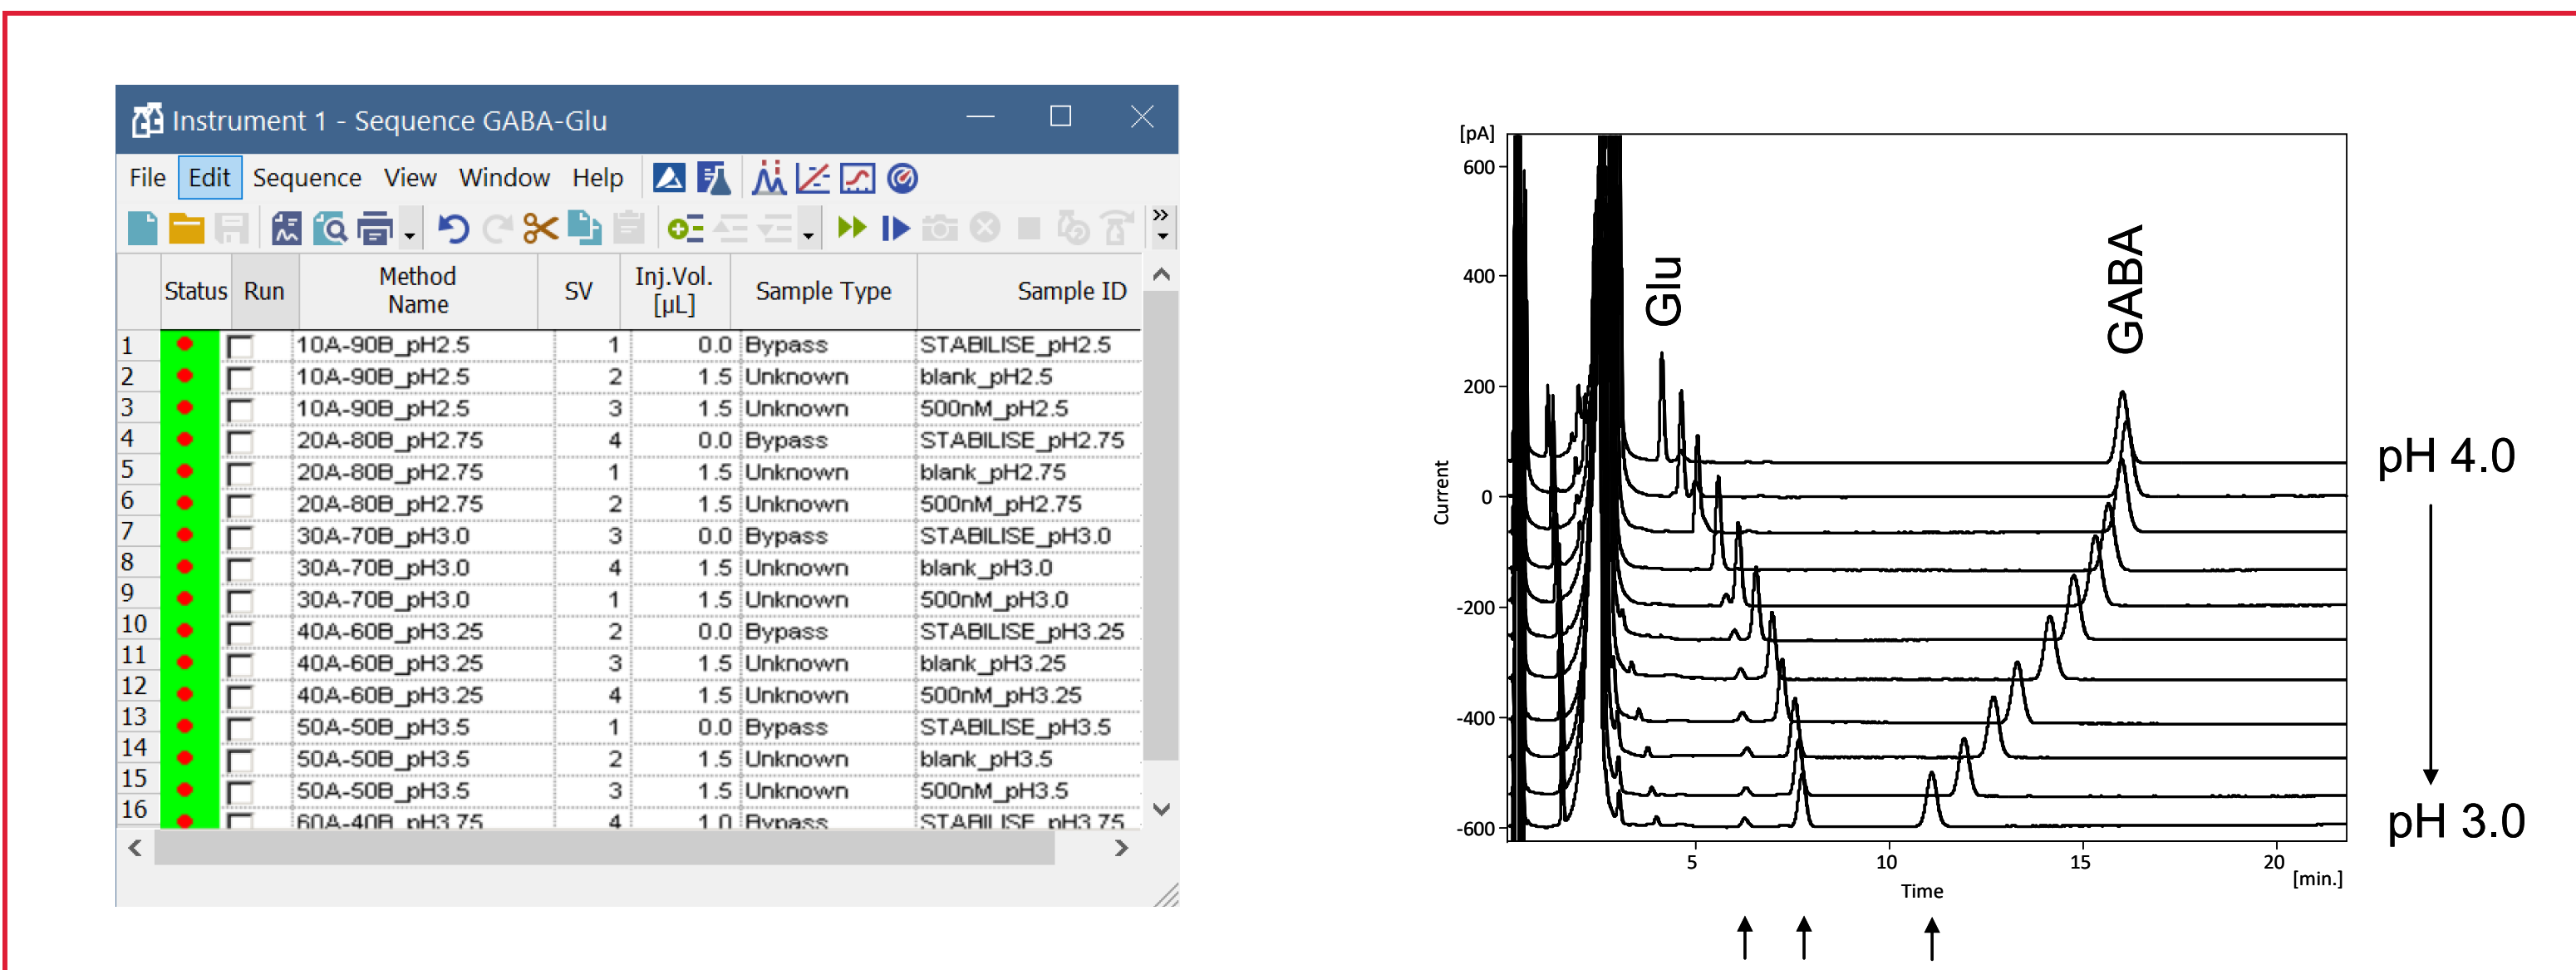 Instrument 1 - Sequence GABA-Glu
File Edit Sequence View Window Help
Status Run Method Name SV Inj.Vol. [µL] Sample Type Sample ID
1 10A-90B_pH2.5 1 0.0 Bypass STABILISE_pH2.5
2 10A-90B_pH2.5 2 1.5 Unknown blank_pH2.5
3 10A-90B_pH2.5 3 1.5 Unknown 500nM_pH2.5
4 20A-80B_pH2.75 4 0.0 Bypass STABILISE_pH2.75
5 20A-80B_pH2.75 1 1.5 Unknown blank_pH2.75
6 20A-80B_pH2.75 2 1.5 Unknown 500nM_pH2.75
7 30A-70B_pH3.0 3 0.0 Bypass STABILISE_pH3.0
8 30A-70B_pH3.0 4 1.5 Unknown blank_pH3.0
9 30A-70B_pH3.0 1 1.5 Unknown 500nM_pH3.0
10 40A-60B_pH3.25 2 0.0 Bypass STABILISE_pH3.25
11 40A-60B_pH3.25 3 1.5 Unknown blank_pH3.25
12 40A-60B_pH3.25 4 1.5 Unknown 500nM_pH3.25
13 50A-50B_pH3.5 1 0.0 Bypass STABILISE_pH3.5
14 50A-50B_pH3.5 2 1.5 Unknown blank_pH3.5
15 50A-50B_pH3.5 3 1.5 Unknown 500nM_pH3.5
16 60A-40B_pH3.75 4 1.0 Bypass STABILISE_pH3.75
[pA]
600
400
200
0
-200
-400
-600
Current
Glu
GABA
5 10 15 20
[min.]
Time
pH 4.0
pH 3.0